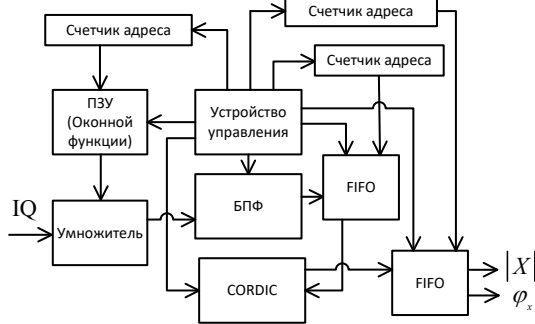 Счетчик адреса
Счетчик адреса
Счетчик адреса
ПЗУ
(Оконной
функции)
Устройство
управления
FIFO
БПФ
IQ
Умножитель
CORDIC
FIFO
|X|
φₓ